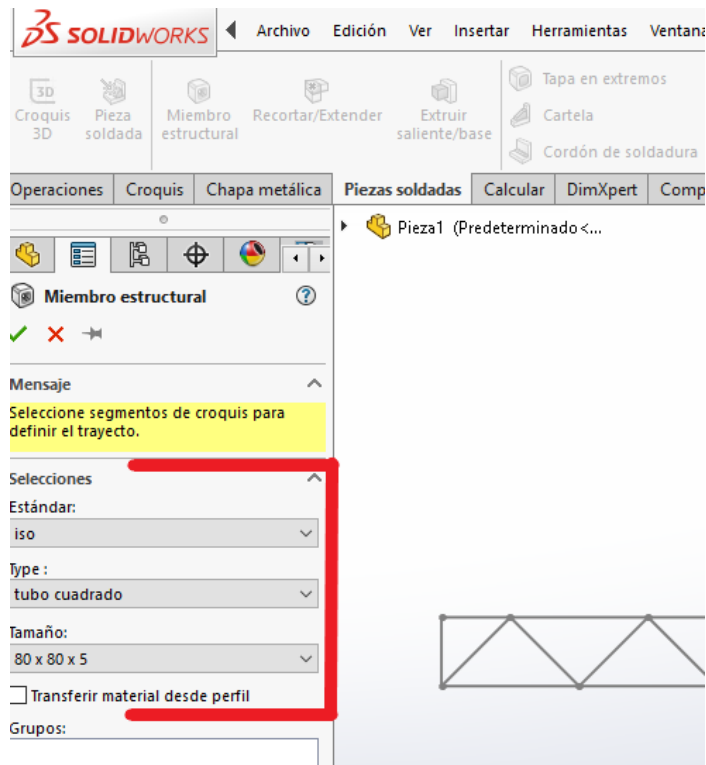 SOLIDWORKS Archivo Edición Ver Insertar Herramientas Ventana
3D
Croquis 3D
Pieza soldada
Miembro estructural
Recortar/Extender
Extruir saliente/base
Tapa en extremos
Cartela
Cordón de soldadura
Operaciones Croquis Chapa metálica Piezas soldadas Calcular DimXpert Comp
Pieza1 (Predeterminado<...
Miembro estructural ?
Mensaje
Seleccione segmentos de croquis para
definir el trayecto.
Selecciones
Estándar:
iso
Type :
tubo cuadrado
Tamaño:
80 x 80 x 5
Transferir material desde perfil
Grupos: